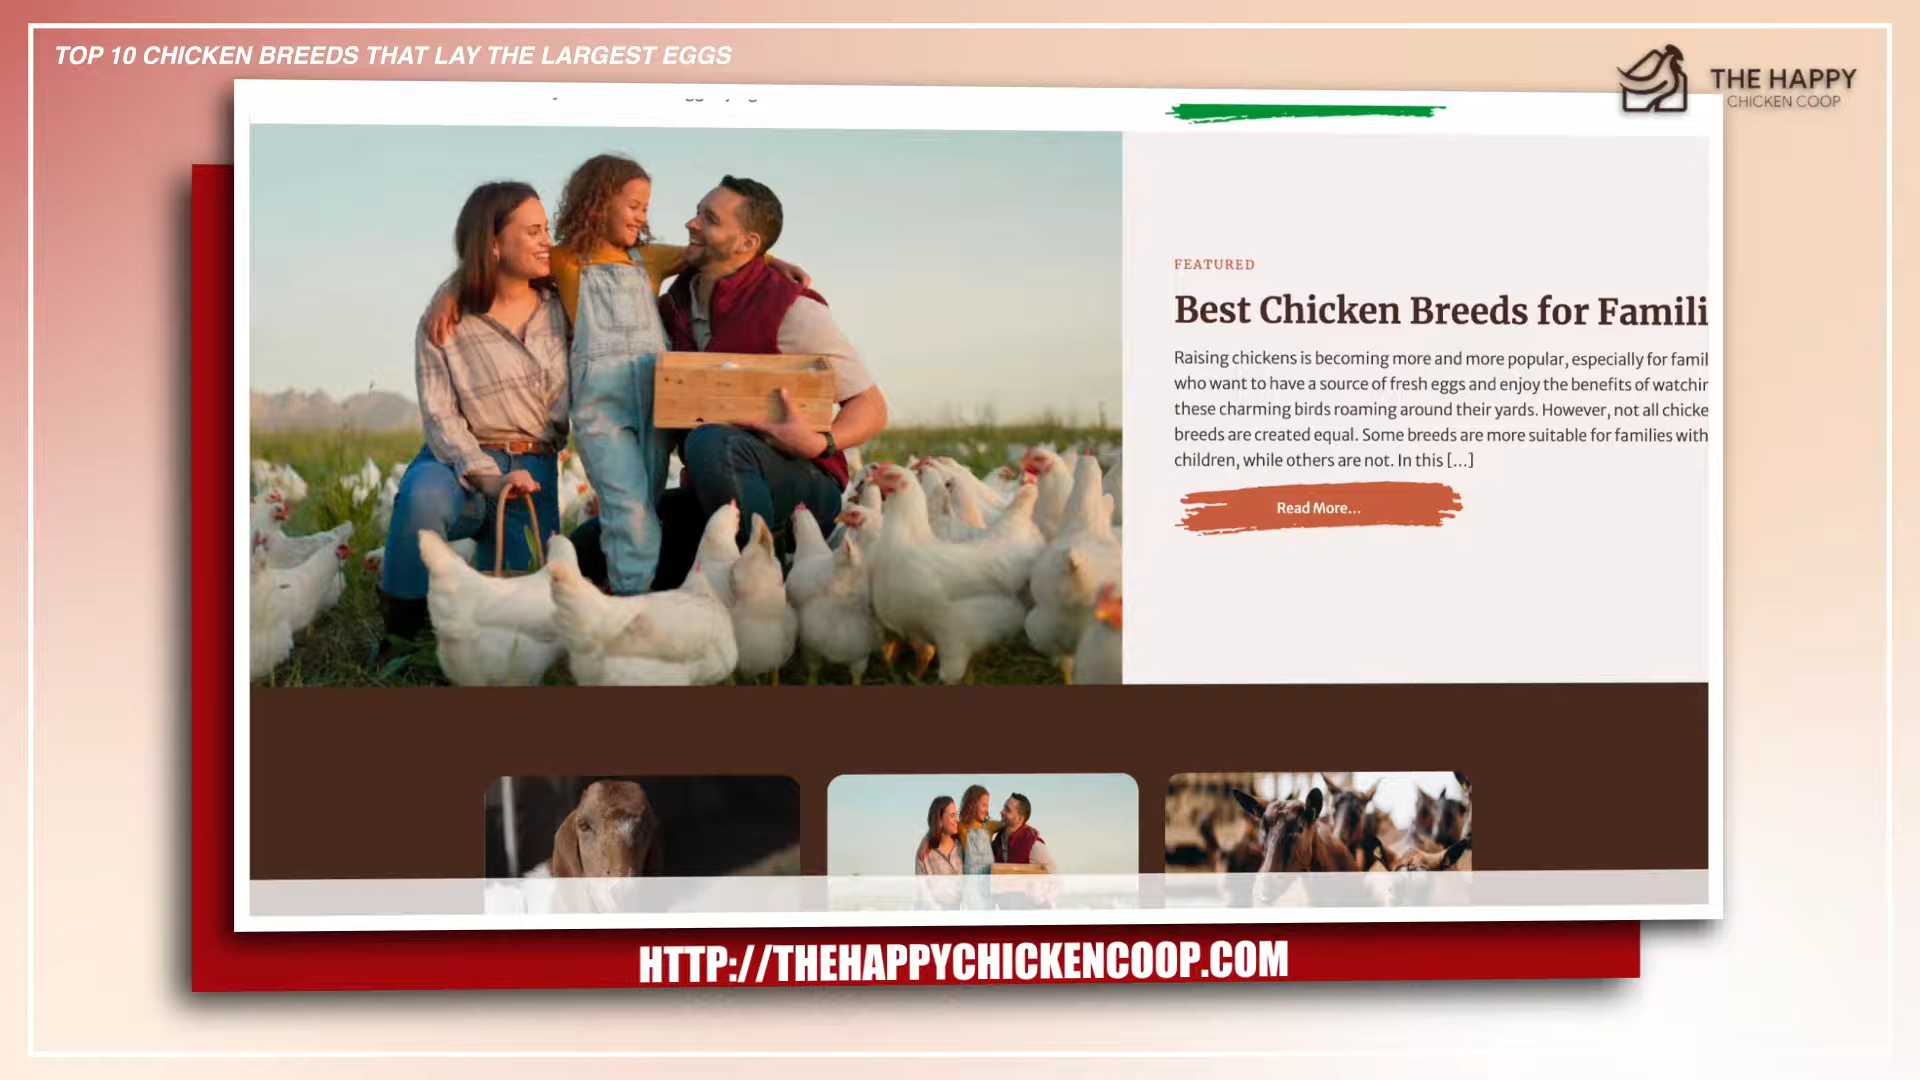 TOP 10 CHICKEN BREEDS THAT LAY THE LARGEST EGGS
THE HAPPY
CHICKEN COOP
FEATURED
Best Chicken Breeds for Famili
Raising chickens is becoming more and more popular, especially for famil
who want to have a source of fresh eggs and enjoy the benefits of watchin
these charming birds roaming around their yards. However, not all chicke
breeds are created equal. Some breeds are more suitable for families with
children, while others are not. In this [...]
Read More...
HTTP://THEHAPPYCHICKENCOOP.COM